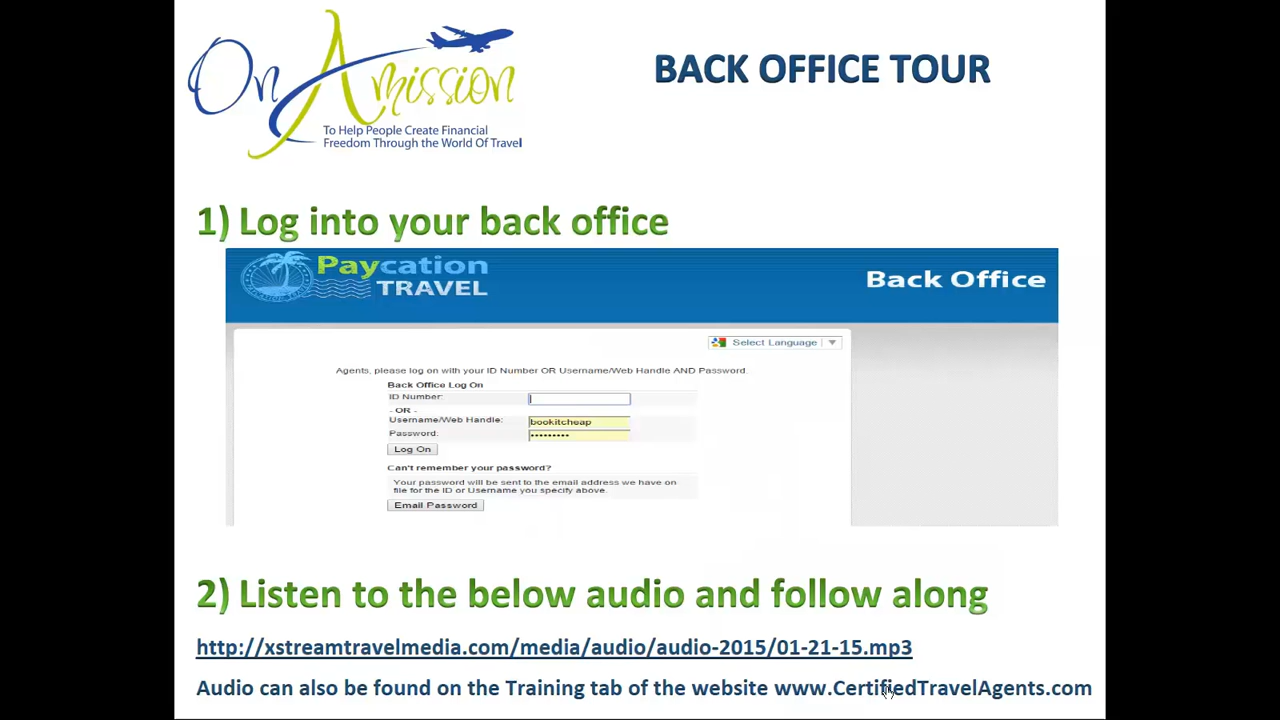 On A mission
To Help People Create Financial
Freedom Through the World Of Travel
BACK OFFICE TOUR
1) Log into your back office
Paycation
TRAVEL
Back Office
Select Language
Agents, please log on with your ID Number OR Username/Web Handle AND Password.
Back Office Log On
ID Number:
- OR -
Username/Web Handle: bookitcheap
Password: •••••••••
Log On
Can't remember your password?
Your password will be sent to the email address we have on
file for the ID or Username you specify above.
Email Password
2) Listen to the below audio and follow along
http://xstreamtravelmedia.com/media/audio/audio-2015/01-21-15.mp3
Audio can also be found on the Training tab of the website www.CertifiedTravelAgents.com